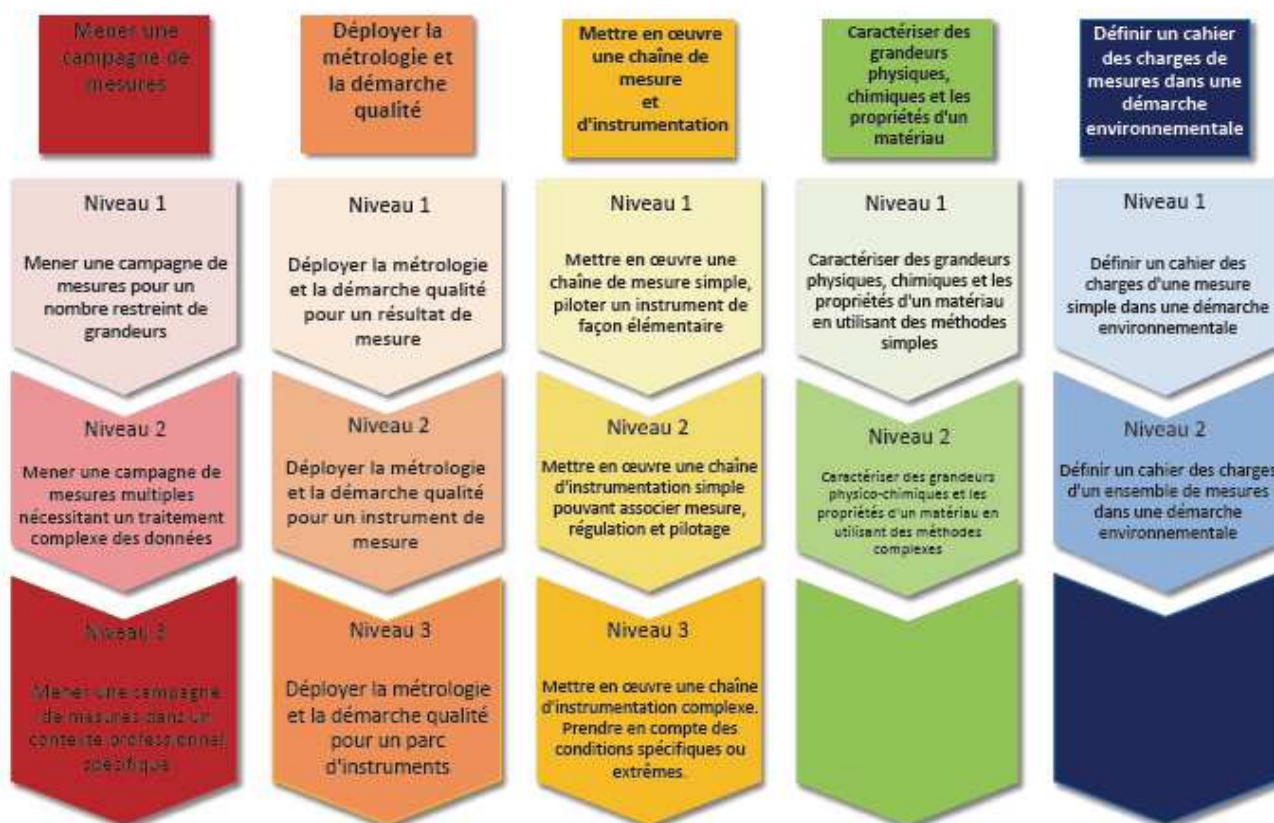 Mener une
campagne de
mesures
Déployer la
métrologie et
la démarche
qualité
Mettre en œuvre
une chaîne de
mesure
et
d'instrumentation
Caractériser des
grandeurs
physiques,
chimiques et les
propriétés d'un
matériau
Définir un cahier
des charges de
mesures dans une
démarche
environnementale
Niveau 1
Mener une campagne de
mesures pour un
nombre restreint de
grandeurs
Niveau 1
Déployer la métrologie
et la démarche qualité
pour un résultat de
mesure
Niveau 1
Mettre en œuvre une
chaîne de mesure simple,
piloter un instrument de
façon élémentaire
Niveau 1
Caractériser des grandeurs
physiques, chimiques et les
propriétés d'un matériau
en utilisant des méthodes
simples
Niveau 1
Définir un cahier des
charges d'une mesure
simple dans une démarche
environnementale
Niveau 2
Mener une campagne de
mesures multiples
nécessitant un traitement
complexe des données
Niveau 2
Déployer la métrologie
et la démarche qualité
pour un instrument de
mesure
Niveau 2
Mettre en œuvre une chaîne
d'instrumentation simple
pouvant associer mesure,
régulation et pilotage
Niveau 2
Caractériser des grandeurs
physico-chimiques et les
propriétés d'un matériau en
utilisant des méthodes
complexes
Niveau 2
Définir un cahier des charges
d'un ensemble de mesures
dans une démarche
environnementale
Niveau 3
Mener une campagne
de mesures dans un
contexte professionnel
spécifique
Niveau 3
Déployer la métrologie
et la démarche qualité
pour un parc
d'instruments
Niveau 3
Mettre en œuvre une chaîne
d'instrumentation complexe.
Prendre en compte des
conditions spécifiques ou
extrêmes.